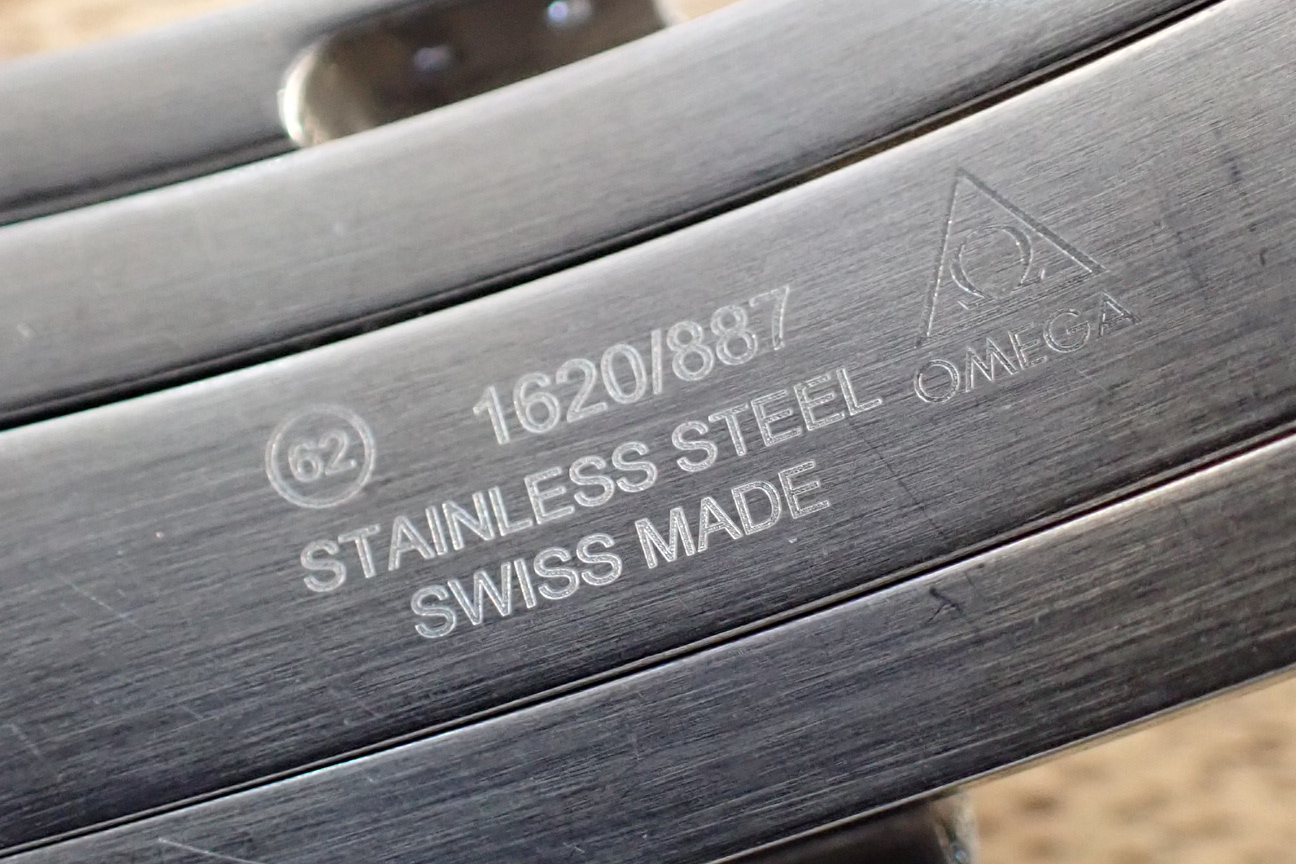 62
1620/887
STAINLESS STEEL
SWISS MADE
Ω
OMEGA